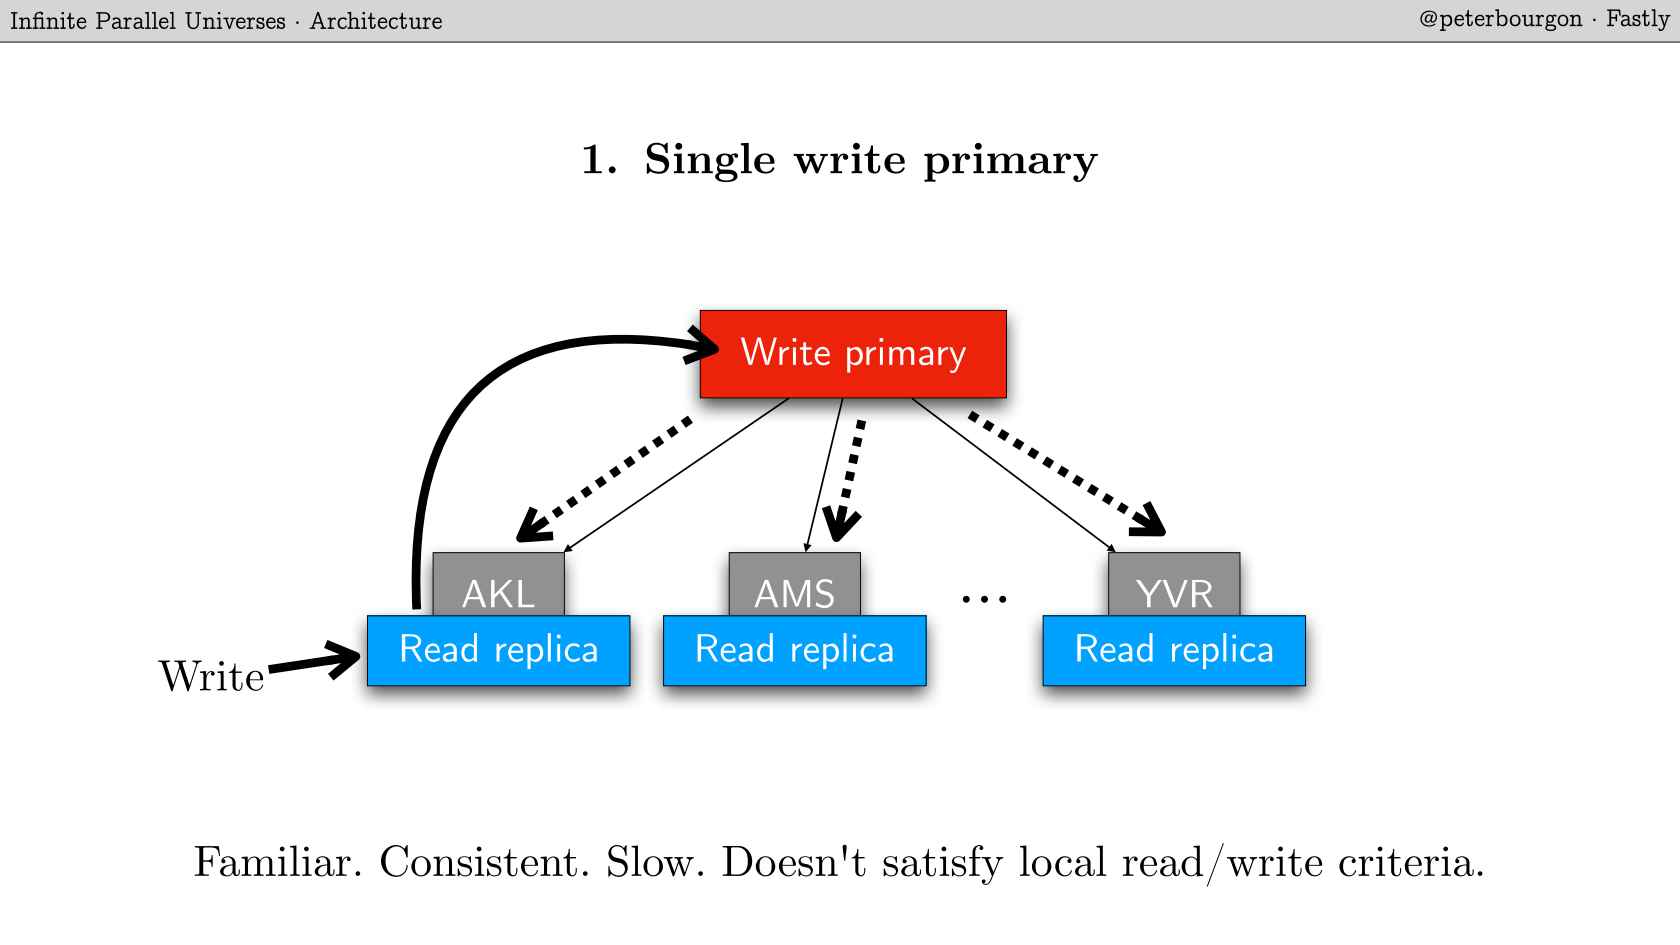 Infinite Parallel Universes · Architecture
@peterbourgon · Fastly
1. Single write primary
Write primary
AKL
AMS
...
YVR
Read replica
Read replica
Read replica
Write
Familiar. Consistent. Slow. Doesn't satisfy local read/write criteria.